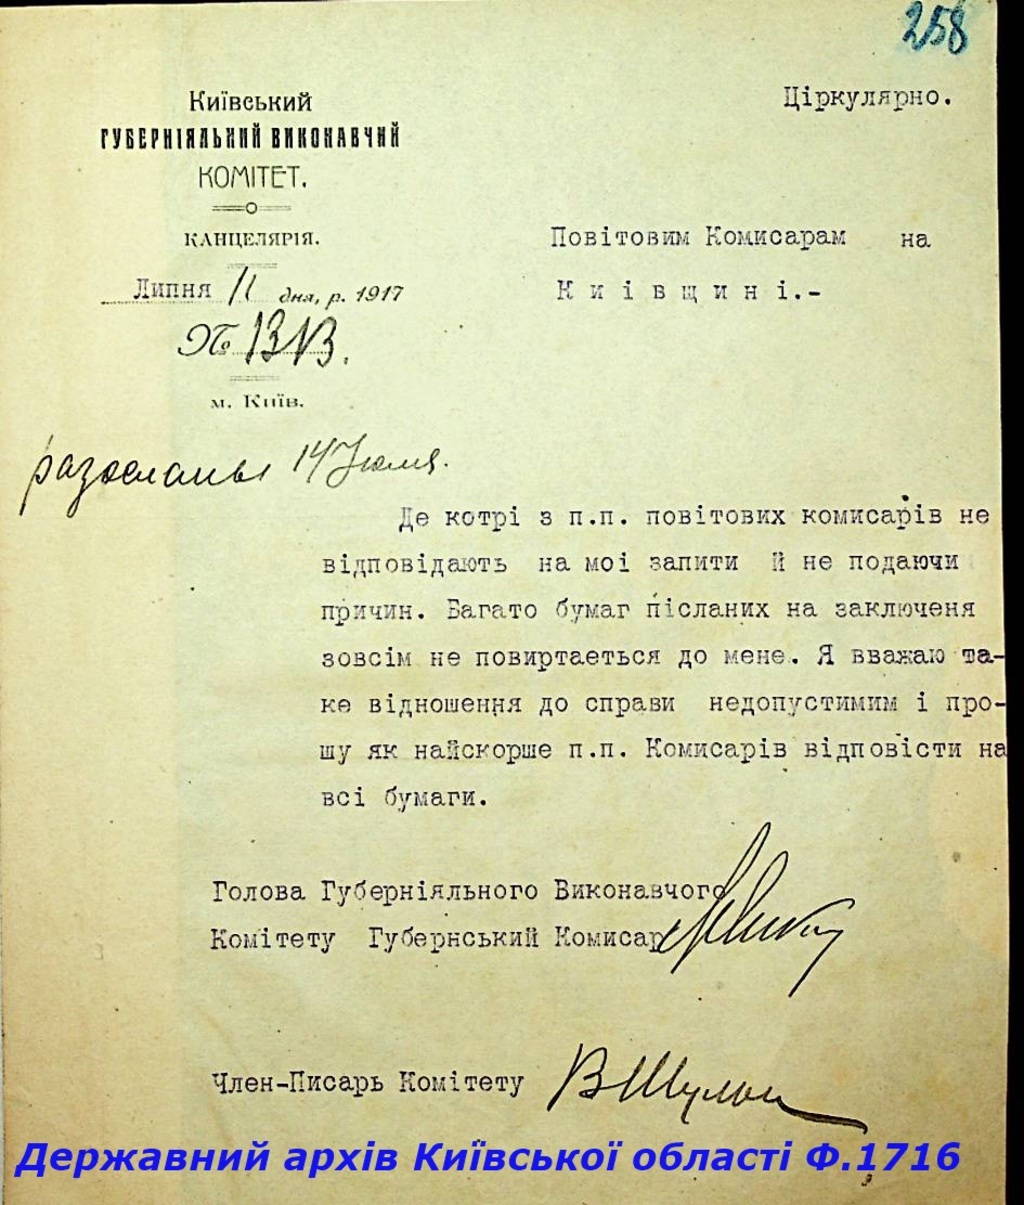 258
Київський
ГУБЕРНІЯЛЬНИЙ ВИКОНАВЧИЙ
КОМІТЕТ.
КАНЦЕЛЯРІЯ.
Липня 11 дня, р. 1917
№ 1313.
м. Київ.
Ціркулярно.
Повітовим Комисарам на
Киівщині.-
разосланы 14 Июля.
Де котрі з п.п. повітових комисарів не
відповідають на моі запити й не подаючи
причин. Багато бумаг післаних на заключеня
зовсім не повиртаеться до мене. Я вважаю та-
ке відношення до справи недопустимим і про-
шу як найскорше п.п. Комисарів відповісти на
всі бумаги.
Голова Губерніяльного Виконавчого
Комітету Губернський Комисар
Член-Писарь Комітету
Державний архів Київської області Ф.1716